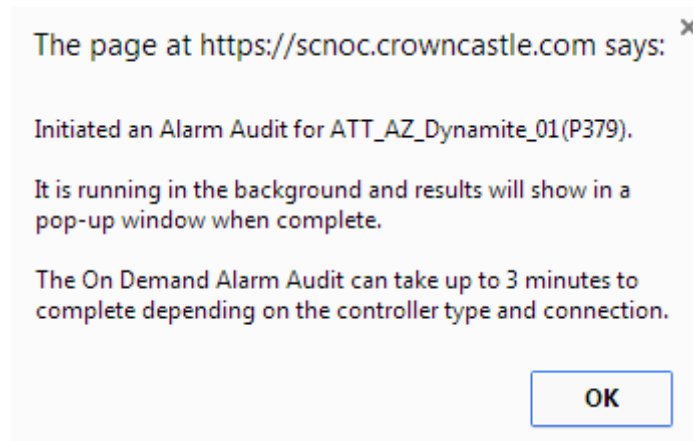 The page at https://scnoc.crowncastle.com says:
Initiated an Alarm Audit for ATT_AZ_Dynamite_01(P379).
It is running in the background and results will show in a
pop-up window when complete.
The On Demand Alarm Audit can take up to 3 minutes to
complete depending on the controller type and connection.
OK